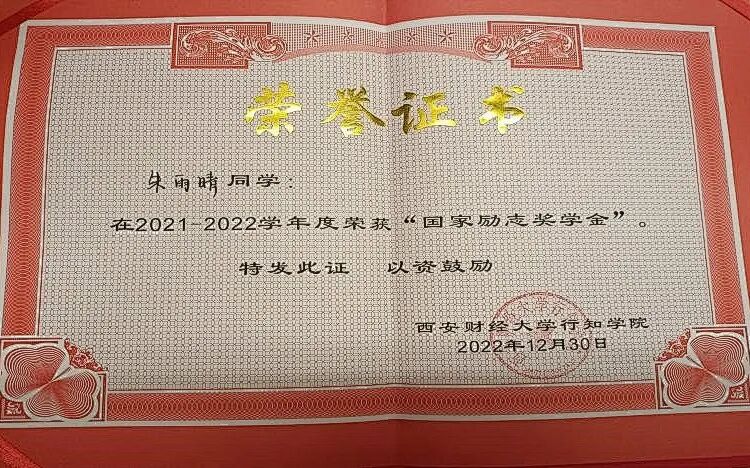 荣誉证书
朱雨晴同学：
在2021-2022学年度荣获“国家励志奖学金”。
特发此证 以资鼓励
西安财经大学行知学院
2022年12月30日